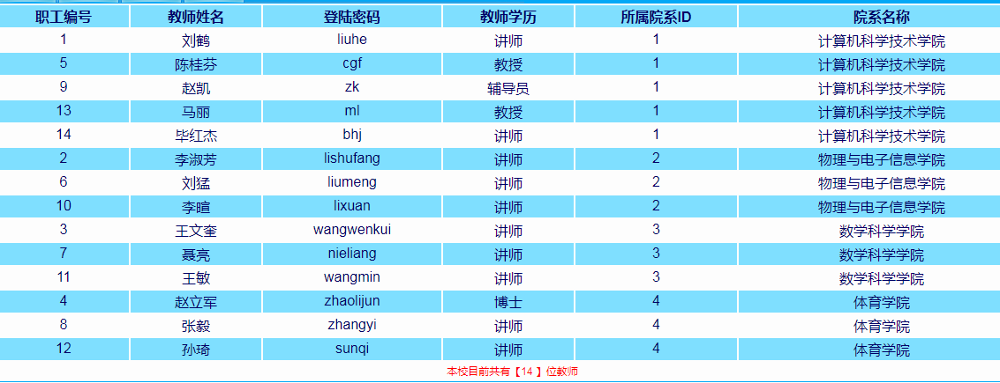 职工编号 教师姓名 登陆密码 教师学历 所属院系ID 院系名称
1 刘鹤 liuhe 讲师 1 计算机科学技术学院
5 陈桂芬 cgf 教授 1 计算机科学技术学院
9 赵凯 zk 辅导员 1 计算机科学技术学院
13 马丽 ml 教授 1 计算机科学技术学院
14 毕红杰 bhj 讲师 1 计算机科学技术学院
2 李淑芳 lishufang 讲师 2 物理与电子信息学院
6 刘猛 liumeng 讲师 2 物理与电子信息学院
10 李暄 lixuan 讲师 2 物理与电子信息学院
3 王文奎 wangwenkui 讲师 3 数学科学学院
7 聂亮 nieliang 讲师 3 数学科学学院
11 王敏 wangmin 讲师 3 数学科学学院
4 赵立军 zhaolijun 博士 4 体育学院
8 张毅 zhangyi 讲师 4 体育学院
12 孙琦 sunqi 讲师 4 体育学院
本校目前共有【14 】位教师